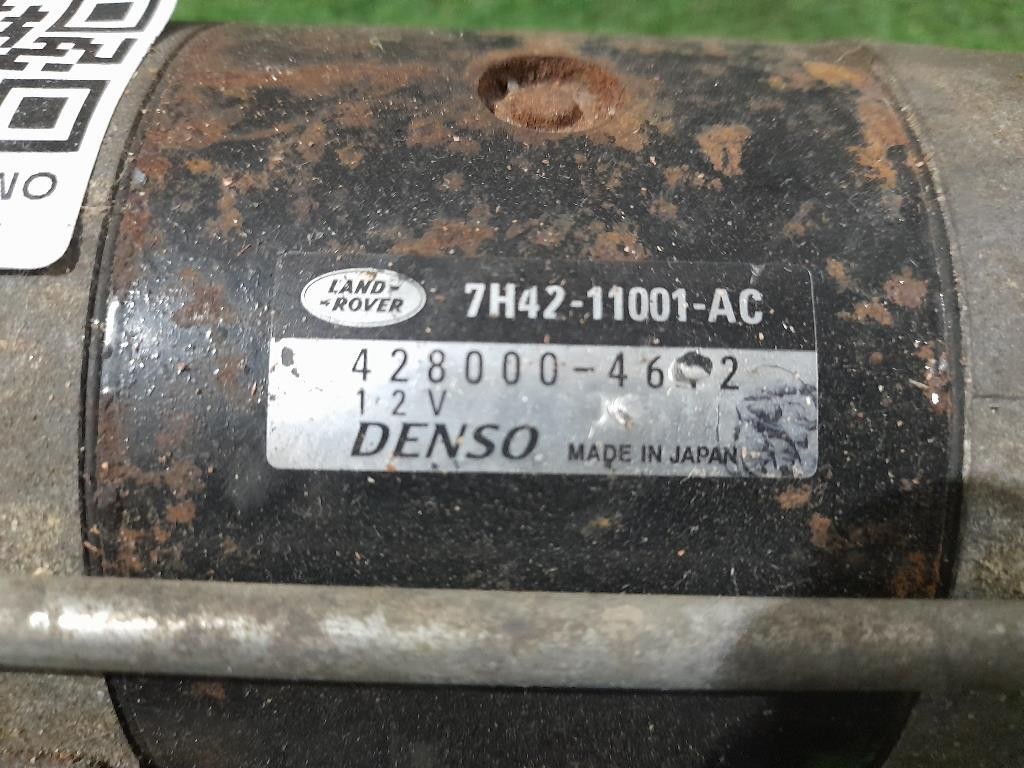 LAND-
-ROVER
7H42-11001-AC
12V
DENSO
MADE IN JAPAN